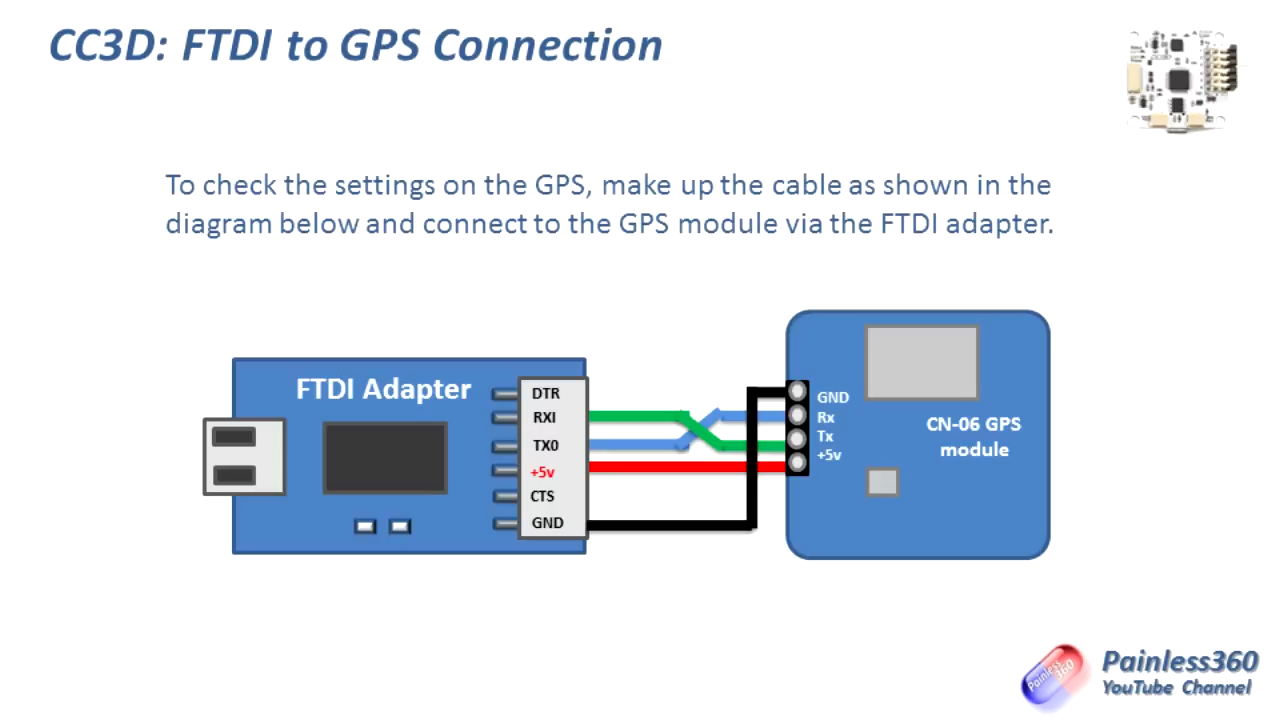 CC3D: FTDI to GPS Connection
To check the settings on the GPS, make up the cable as shown in the
diagram below and connect to the GPS module via the FTDI adapter.
FTDI Adapter
DTR
RXI
TX0
+5v
CTS
GND
GND
Rx
Tx
+5v
CN-06 GPS
module
Painless
360
Painless360
YouTube Channel